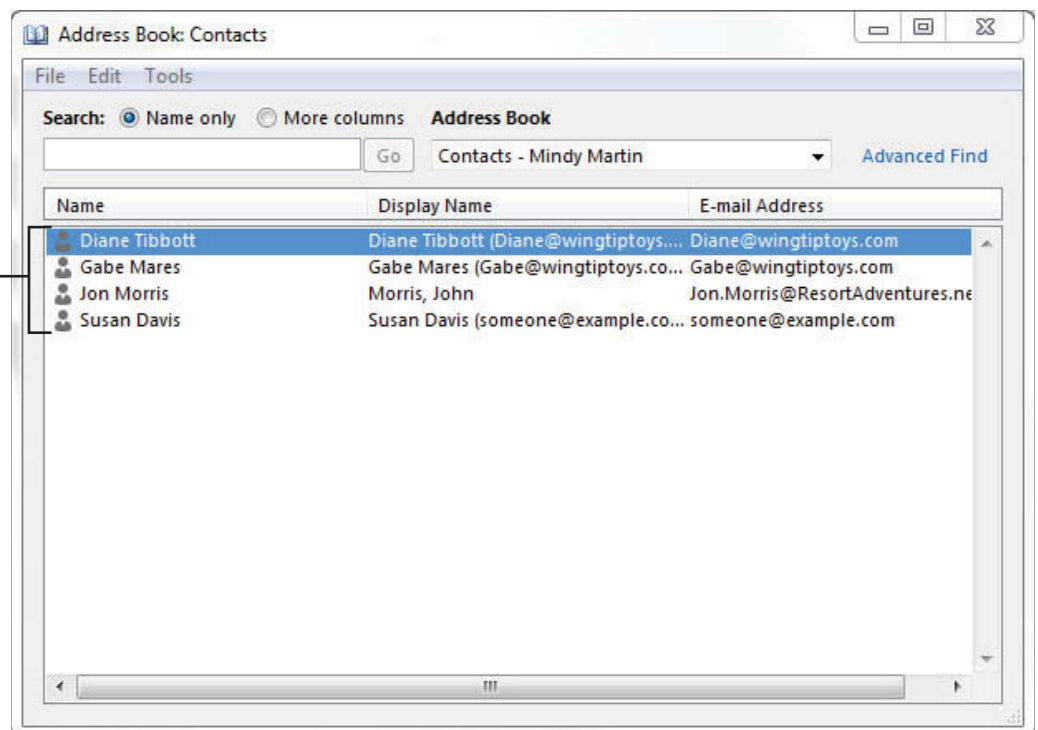 Address Book: Contacts
File Edit Tools
Search: Name only More columns Address Book
Go Contacts - Mindy Martin Advanced Find
Name Display Name E-mail Address
Diane Tibbott Diane Tibbott (Diane@wingtiptoys.... Diane@wingtiptoys.com
Gabe Mares Gabe Mares (Gabe@wingtiptoys.co... Gabe@wingtiptoys.com
Jon Morris Morris, John Jon.Morris@ResortAdventures.ne
Susan Davis Susan Davis (someone@example.co... someone@example.com